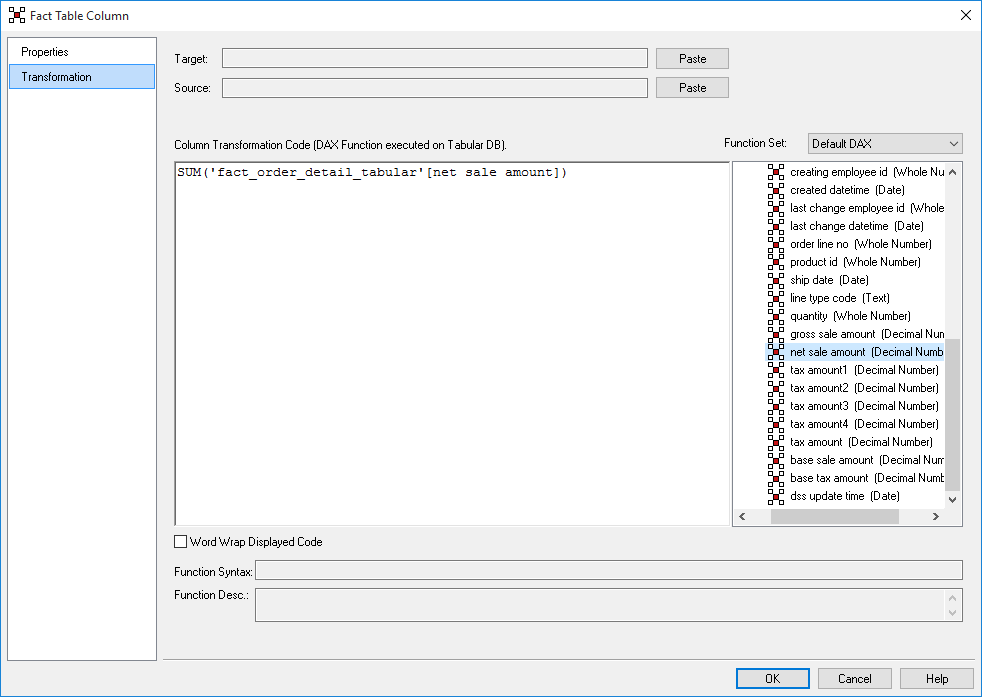 Fact Table Column
Properties
Transformation
Target:
Paste
Source:
Paste
Column Transformation Code (DAX Function executed on Tabular DB).
Function Set:
Default DAX
SUM('fact_order_detail_tabular'[net sale amount])
creating employee id (Whole Nu
created datetime (Date)
last change employee id (Whole
last change datetime (Date)
order line no (Whole Number)
product id (Whole Number)
ship date (Date)
line type code (Text)
quantity (Whole Number)
gross sale amount (Decimal Num
net sale amount (Decimal Numb
tax amount1 (Decimal Number)
tax amount2 (Decimal Number)
tax amount3 (Decimal Number)
tax amount4 (Decimal Number)
tax amount (Decimal Number)
base sale amount (Decimal Num
base tax amount (Decimal Numb
dss update time (Date)
Word Wrap Displayed Code
Function Syntax:
Function Desc.:
OK
Cancel
Help